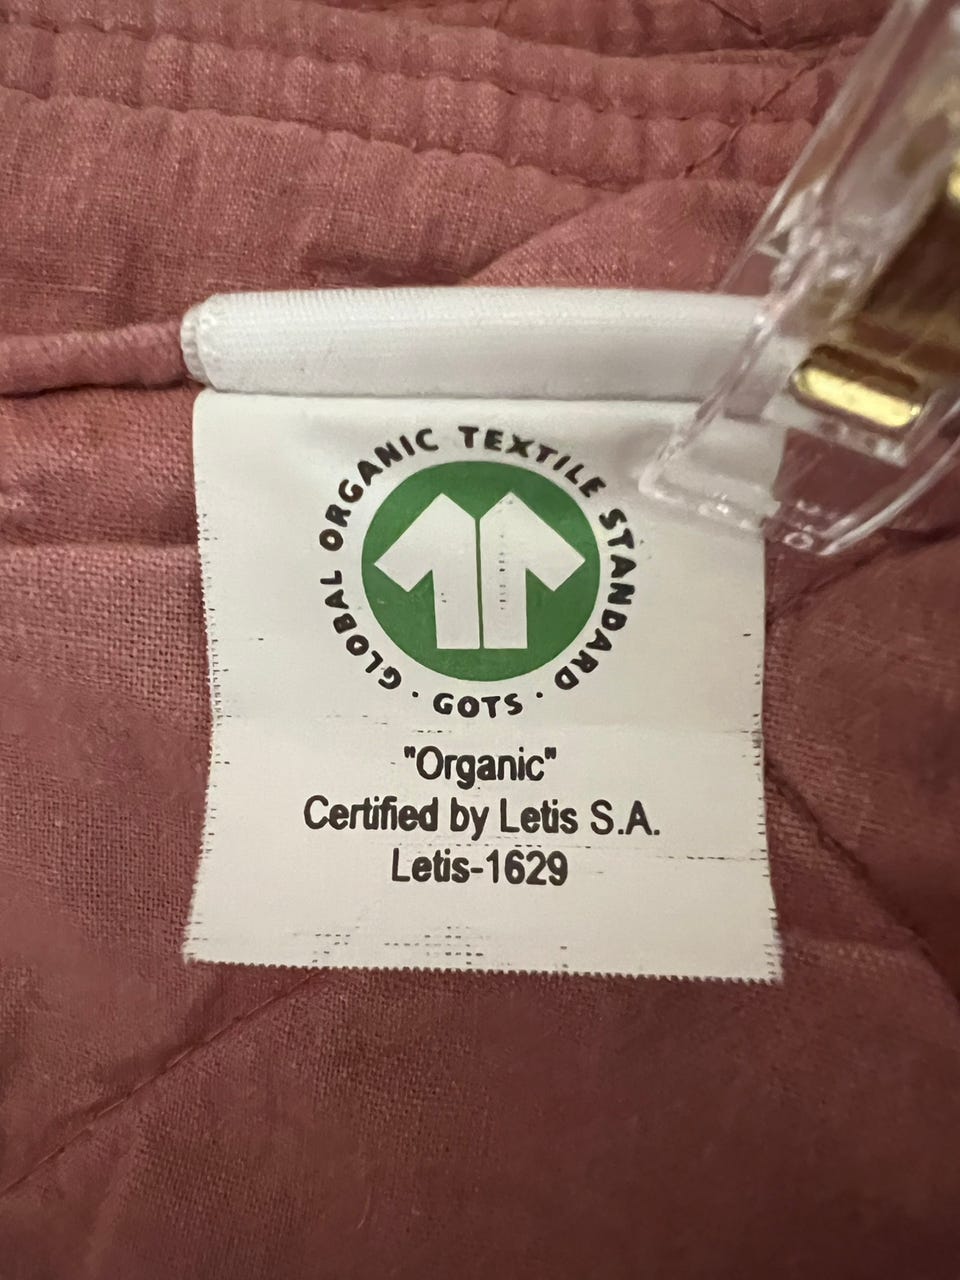 GLOBAL ORGANIC TEXTILE STANDARD
· GOTS ·
"Organic"
Certified by Letis S.A.
Letis-1629